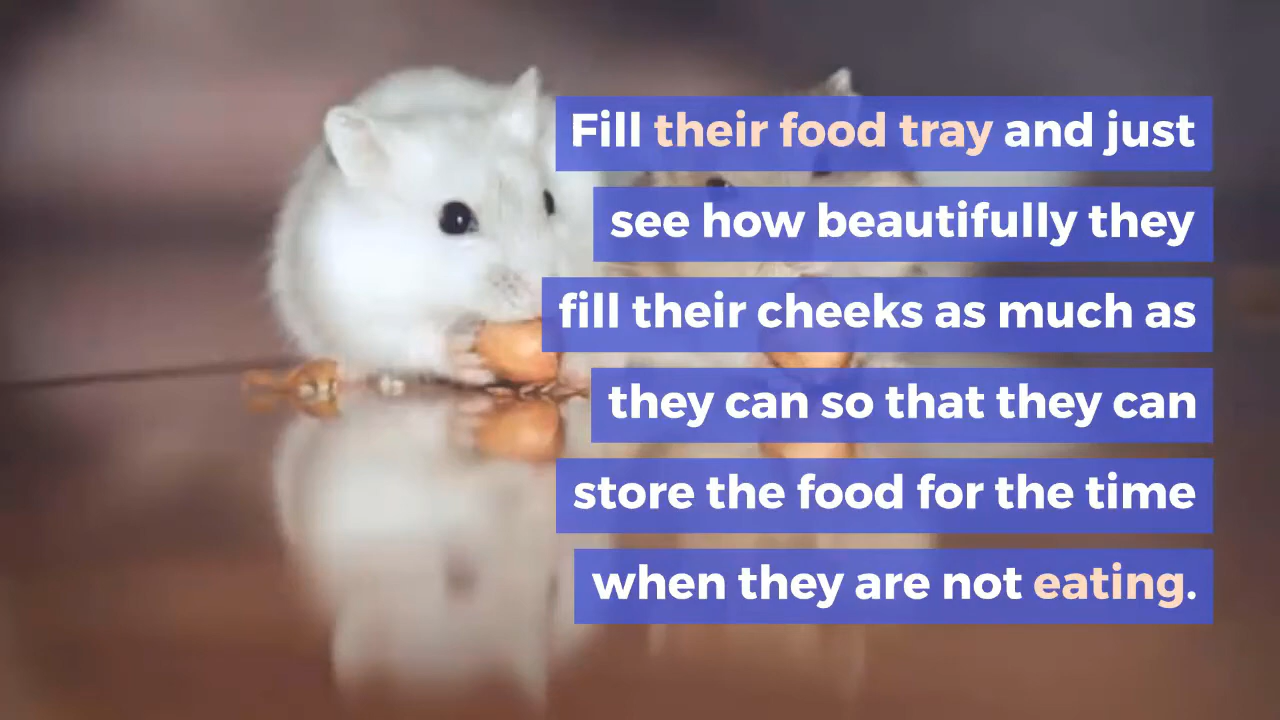 Fill their food tray and just
see how beautifully they
fill their cheeks as much as
they can so that they can
store the food for the time
when they are not eating.